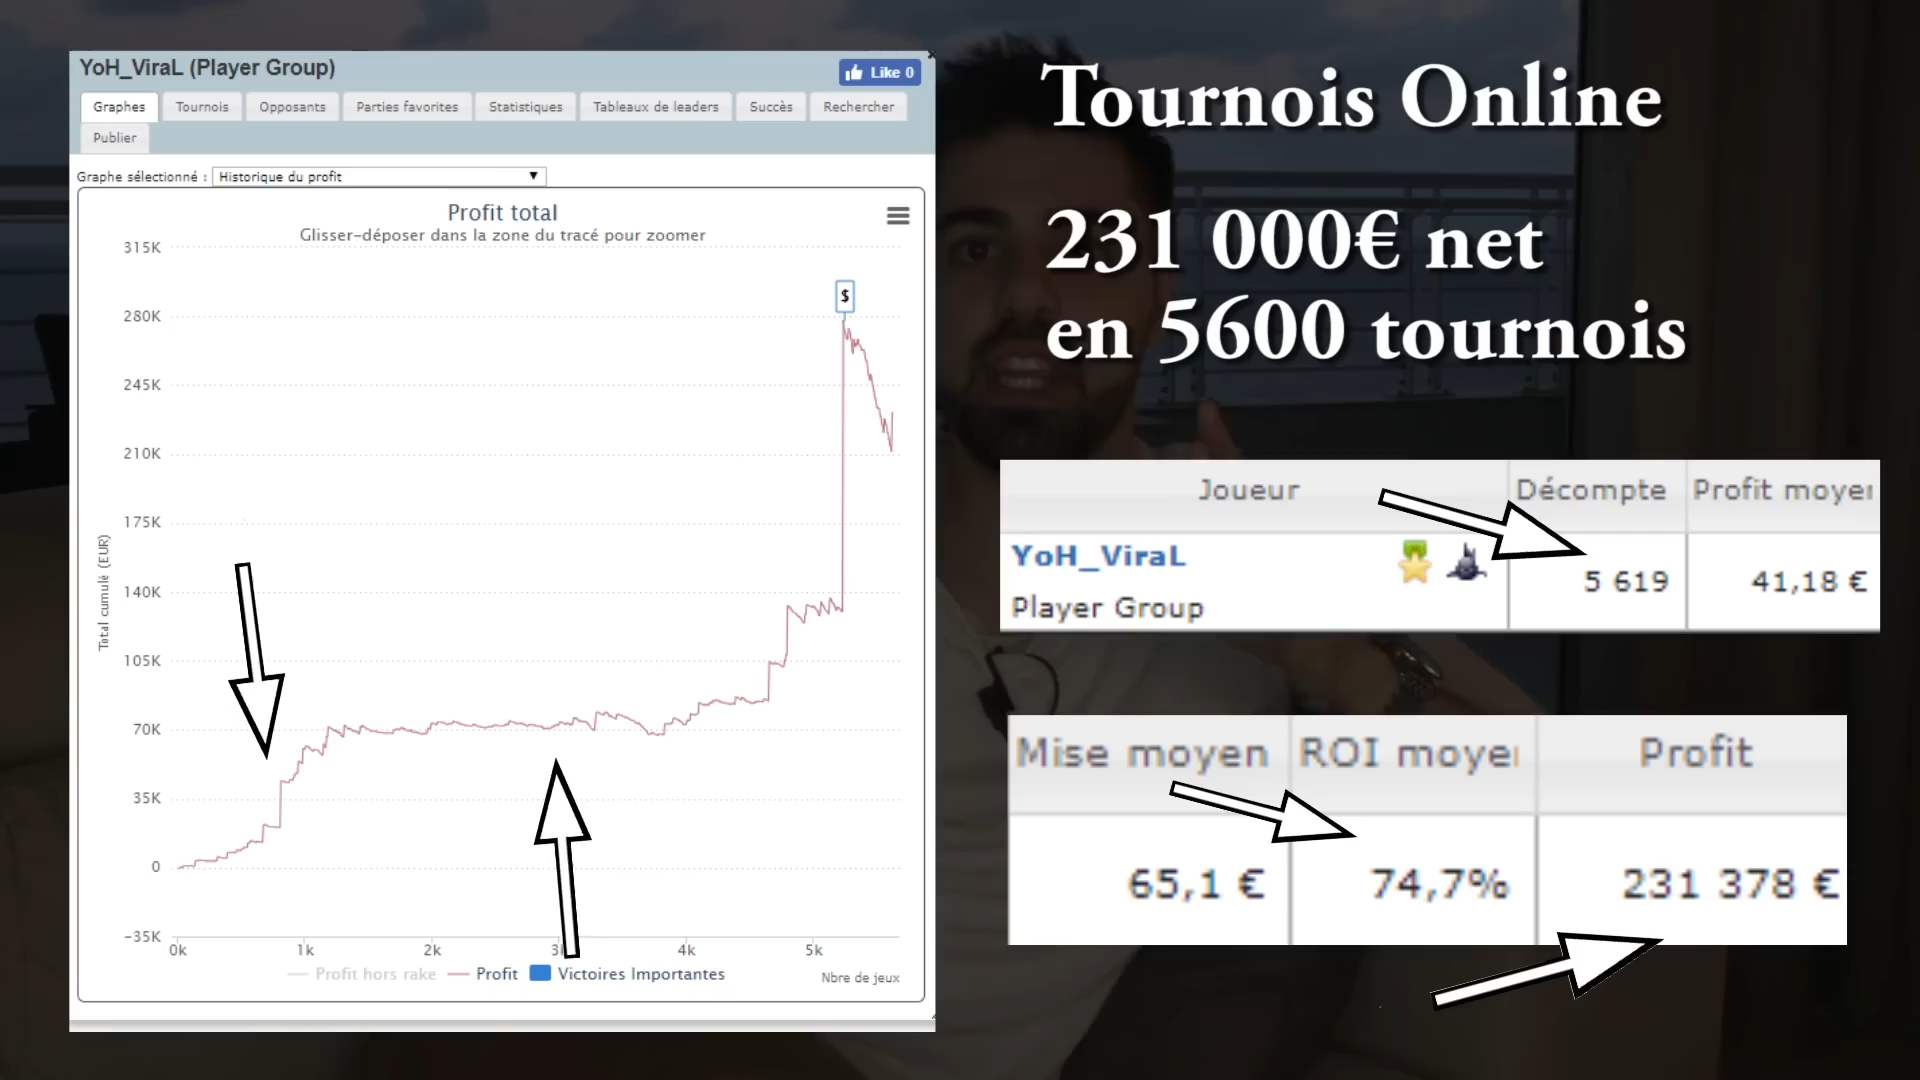 YoH_ViraL (Player Group)
Like 0
Graphes
Tournois
Opposants
Parties favorites
Statistiques
Tableaux de leaders
Succès
Rechercher
Publier
Graphe sélectionné :
Historique du profit
Profit total
Glisser-déposer dans la zone du tracé pour zoomer
315K
280K
245K
210K
175K
140K
105K
70K
35K
0
-35K
Total cumulé (EUR)
$
0k
1k
2k
4k
5k
Profit hors rake
Profit
Victoires Importantes
Nbre de jeux
Tournois Online
231 000€ net
en 5600 tournois
Joueur
Décompte
Profit moyen
YoH_ViraL
Player Group
5 619
41,18 €
Mise moyen
ROI moyen
Profit
65,1 €
74,7%
231 378 €